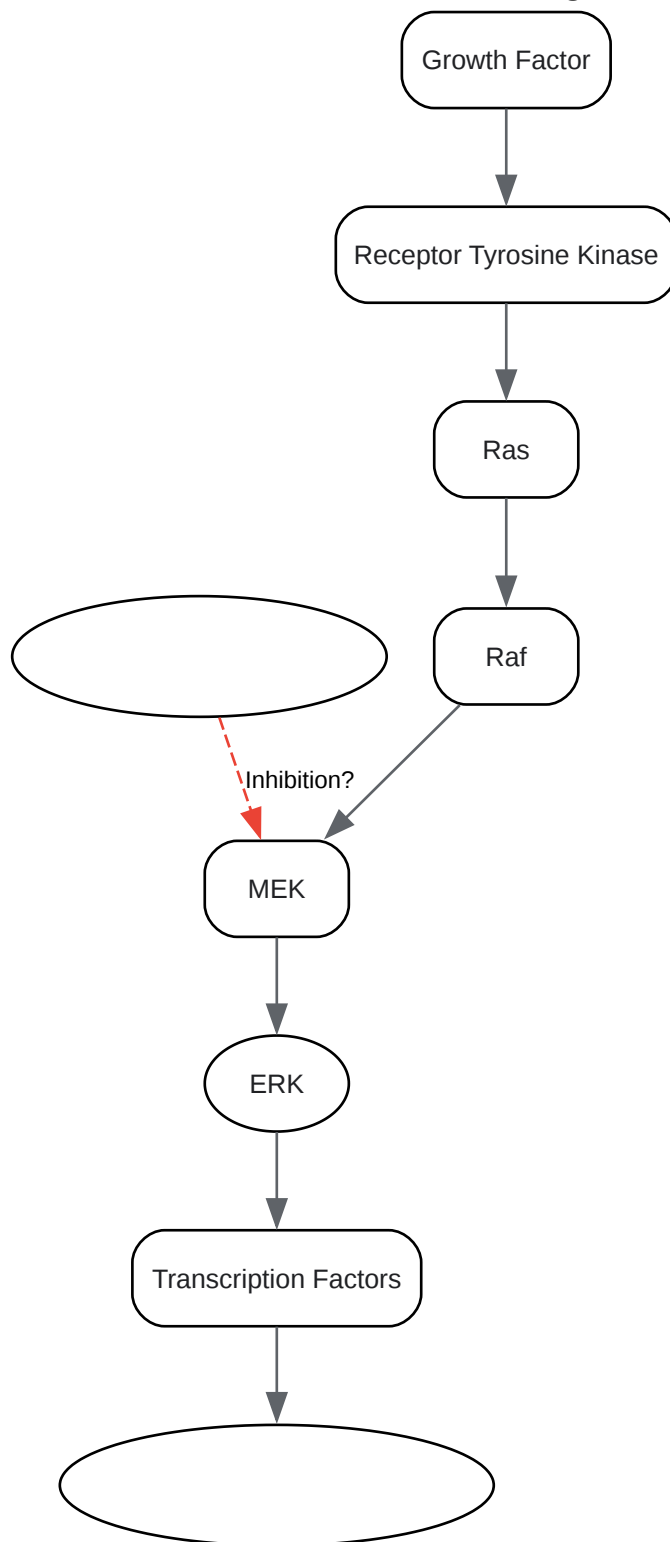 Growth Factor
Receptor Tyrosine Kinase
Ras
Raf
Inhibition?
MEK
ERK
Transcription Factors